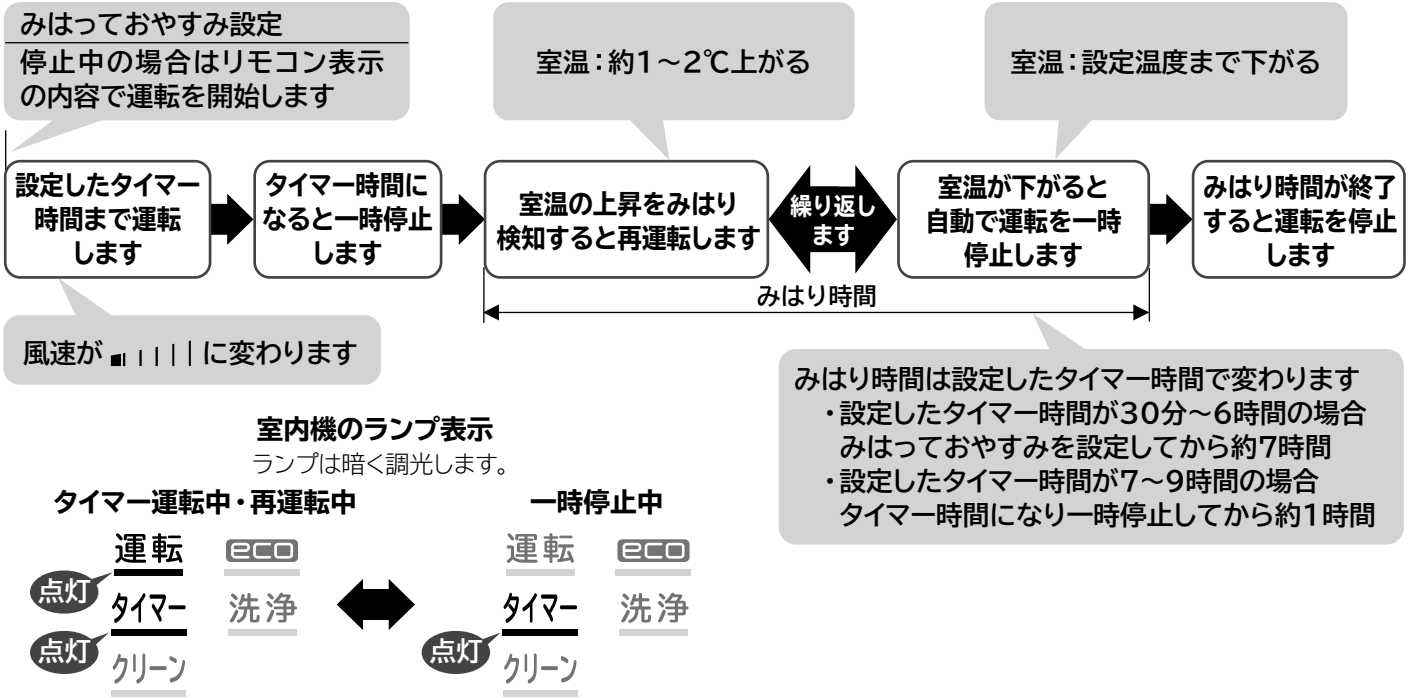 みはっておやすみ設定
停止中の場合はリモコン表示
の内容で運転を開始します
室温：約1～2℃上がる
室温：設定温度まで下がる
設定したタイマー
時間まで運転
します
タイマー時間に
なると一時停止
します
室温の上昇をみはり
検知すると再運転します
繰り返し
ます
室温が下がると
自動で運転を一時
停止します
みはり時間が終了
すると運転を停止
します
みはり時間
風速が に変わります
みはり時間は設定したタイマー時間で変わります
・設定したタイマー時間が30分～6時間の場合
みはっておやすみを設定してから約7時間
・設定したタイマー時間が7～9時間の場合
タイマー時間になり一時停止してから約1時間
室内機のランプ表示
ランプは暗く調光します。
タイマー運転中・再運転中
運転 eco
点灯
タイマー 洗浄
点灯
クリーン
一時停止中
運転 eco
タイマー 洗浄
点灯
クリーン